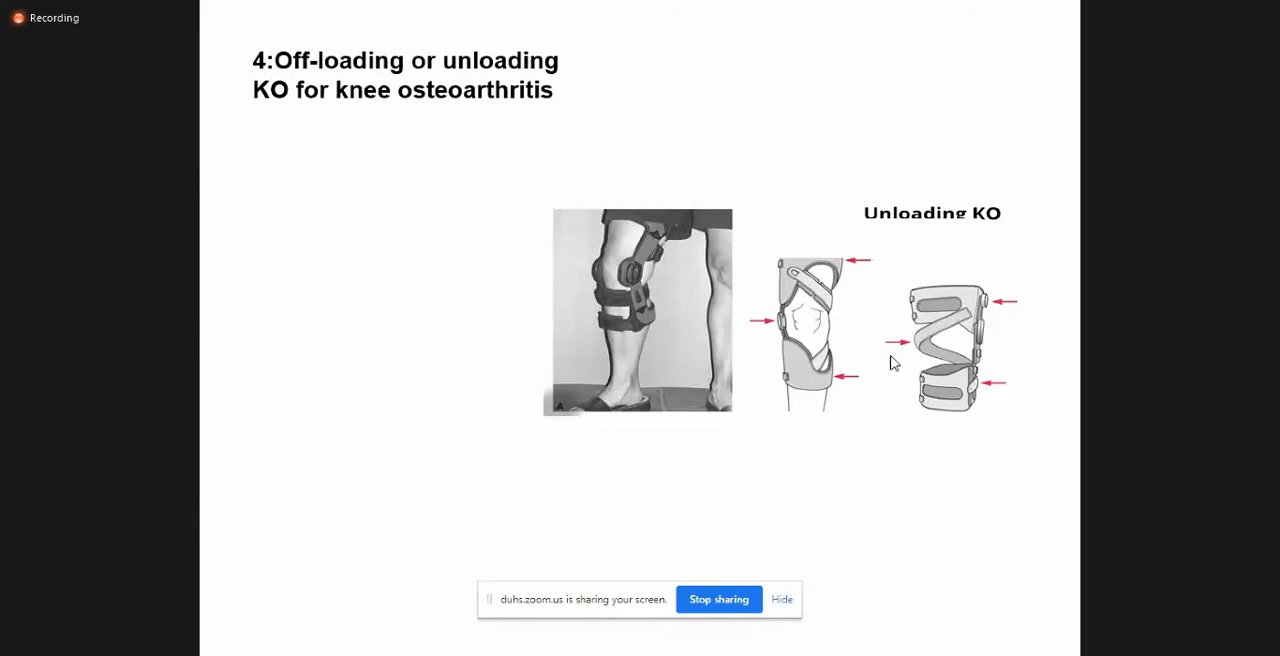 Recording
4:Off-loading or unloading
KO for knee osteoarthritis
Unloading KO
A
duhs.zoom.us is sharing your screen.
Stop sharing
Hide